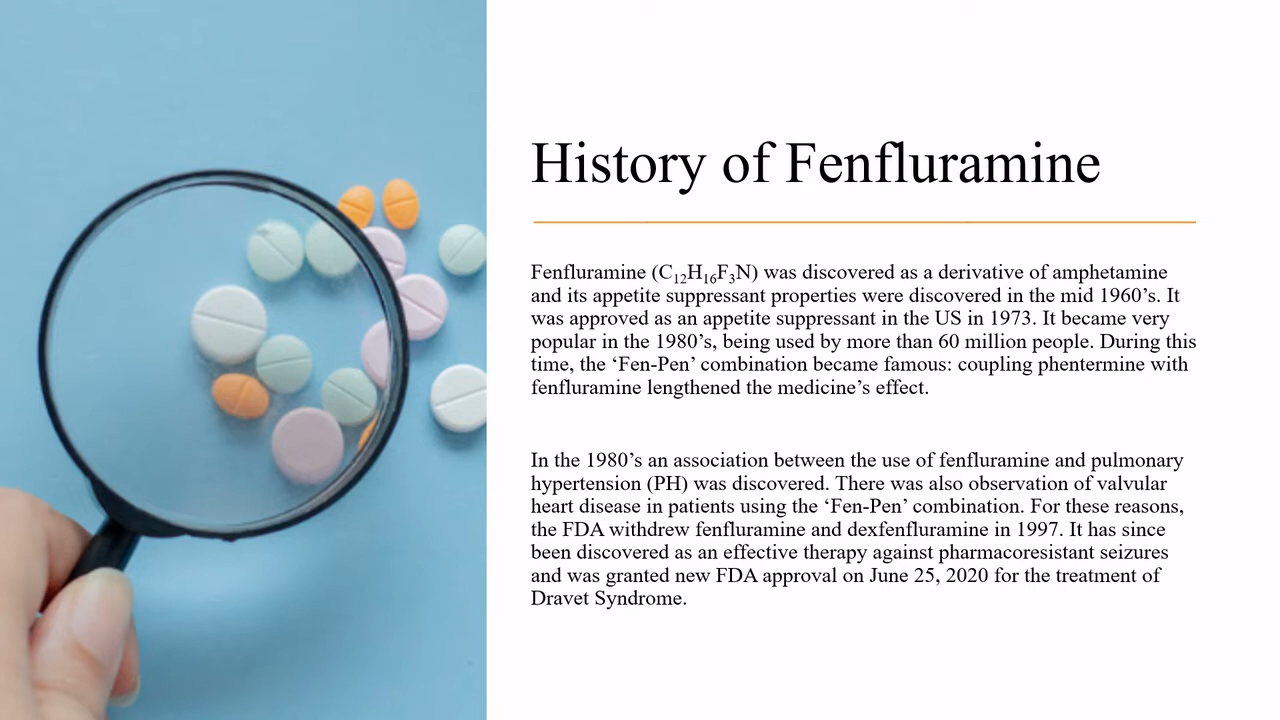 History of Fenfluramine
Fenfluramine (C₁₂H₁₆F₃N) was discovered as a derivative of amphetamine
and its appetite suppressant properties were discovered in the mid 1960’s. It
was approved as an appetite suppressant in the US in 1973. It became very
popular in the 1980’s, being used by more than 60 million people. During this
time, the ‘Fen-Pen’ combination became famous: coupling phentermine with
fenfluramine lengthened the medicine’s effect.
In the 1980’s an association between the use of fenfluramine and pulmonary
hypertension (PH) was discovered. There was also observation of valvular
heart disease in patients using the ‘Fen-Pen’ combination. For these reasons,
the FDA withdrew fenfluramine and dexfenfluramine in 1997. It has since
been discovered as an effective therapy against pharmacoresistant seizures
and was granted new FDA approval on June 25, 2020 for the treatment of
Dravet Syndrome.